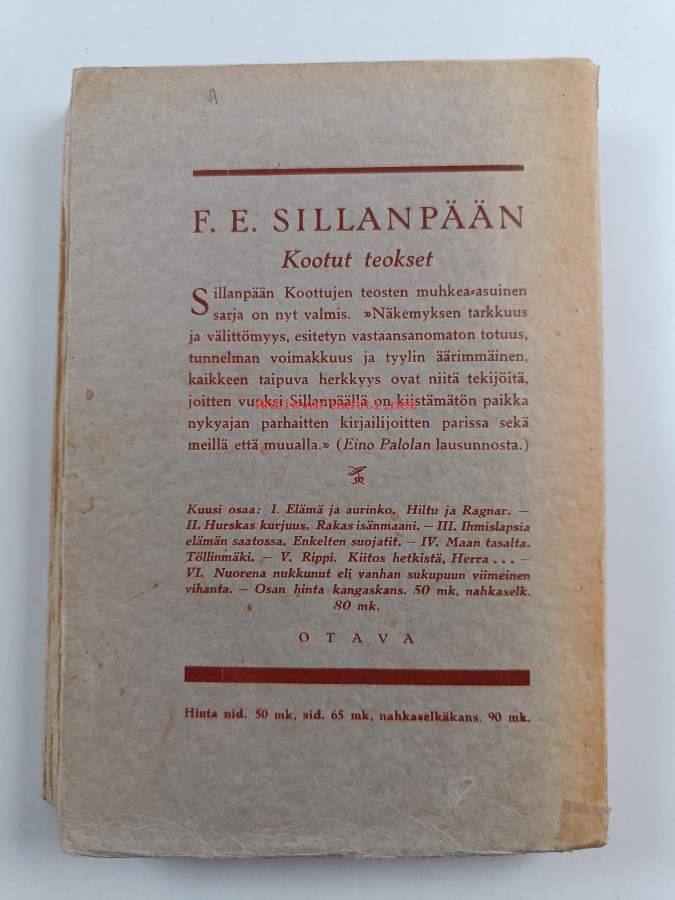 F. E. SILLANPÄÄN
Kootut teokset
Sillanpään Koottujen teosten muhkea-asuinen
sarja on nyt valmis. »Näkemyksen tarkkuus
ja välittömyys, esitetyn vastaansanomaton totuus,
tunnelman voimakkuus ja tyylin äärimmäinen,
kaikkeen taipuva herkkyys ovat niitä tekijöitä,
joitten vuoksi Sillanpäällä on kiistämätön paikka
antikvariaatti.net
nykyajan parhaitten kirjailijoitten parissa sekä
meillä että muualla.» (Eino Palolan lausunnosta.)
Kuusi osaa: I. Elämä ja aurinko. Hiltu ja Ragnar. —
II. Hurskas kurjuus. Rakas isänmaani. — III. Ihmislapsia
elämän saatossa. Enkelten suojatit. — IV. Maan tasalta.
Töllinmäki. — V. Rippi. Kiitos hetkistä, Herra . . . —
VI. Nuorena nukkunut eli vanhan sukupuun viimeinen
vihanta. — Osan hinta kangaskans. 50 mk, nahkaselk.
80 mk.
OTAVA
Hinta nid. 50 mk, sid. 65 mk, nahkaselkäkans. 90 mk.